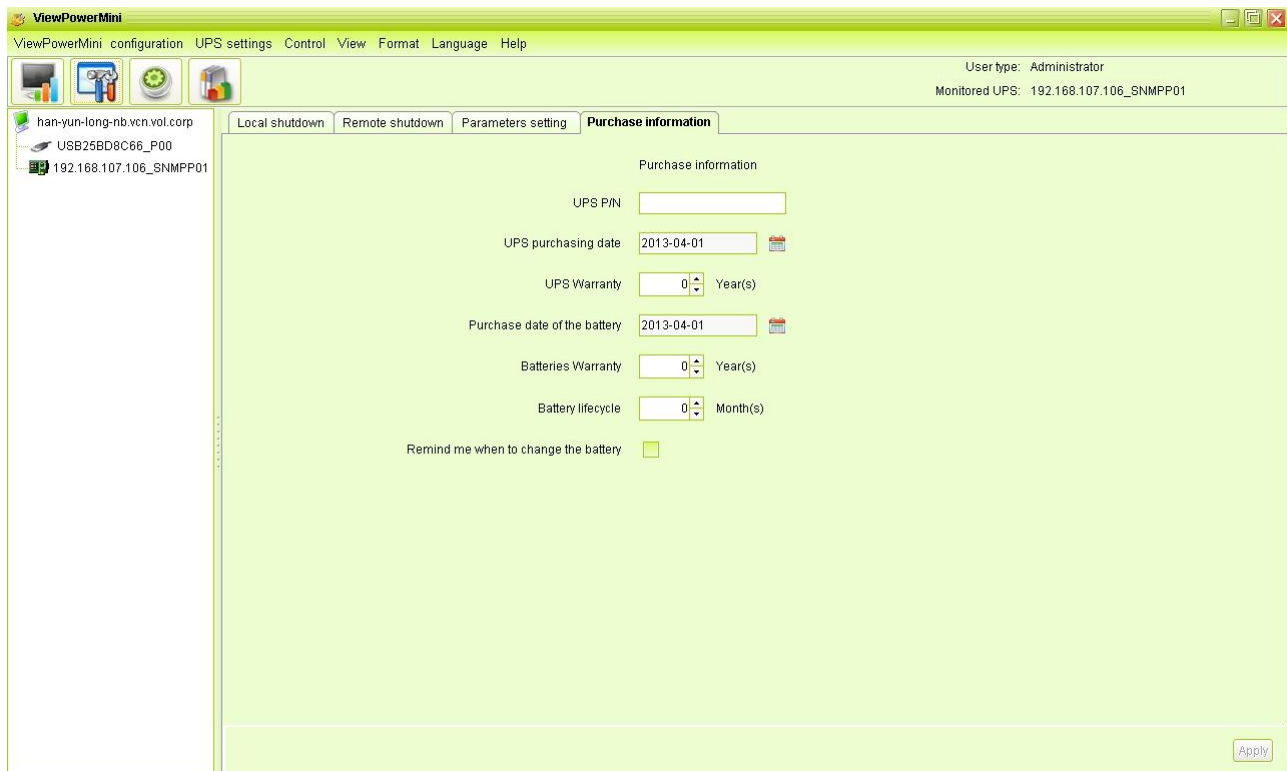 ViewPowerMini
ViewPowerMini configuration UPS settings Control View Format Language Help
User type: Administrator
Monitored UPS: 192.168.107.106_SNMPP01
han-yun-long-nb.vcn.vol.corp
USB25BD8C66_P00
192.168.107.106_SNMPP01
Local shutdown Remote shutdown Parameters setting Purchase information
Purchase information
UPS P/N
UPS purchasing date 2013-04-01
UPS Warranty 0 Year(s)
Purchase date of the battery 2013-04-01
Batteries Warranty 0 Year(s)
Battery lifecycle 0 Month(s)
Remind me when to change the battery
Apply